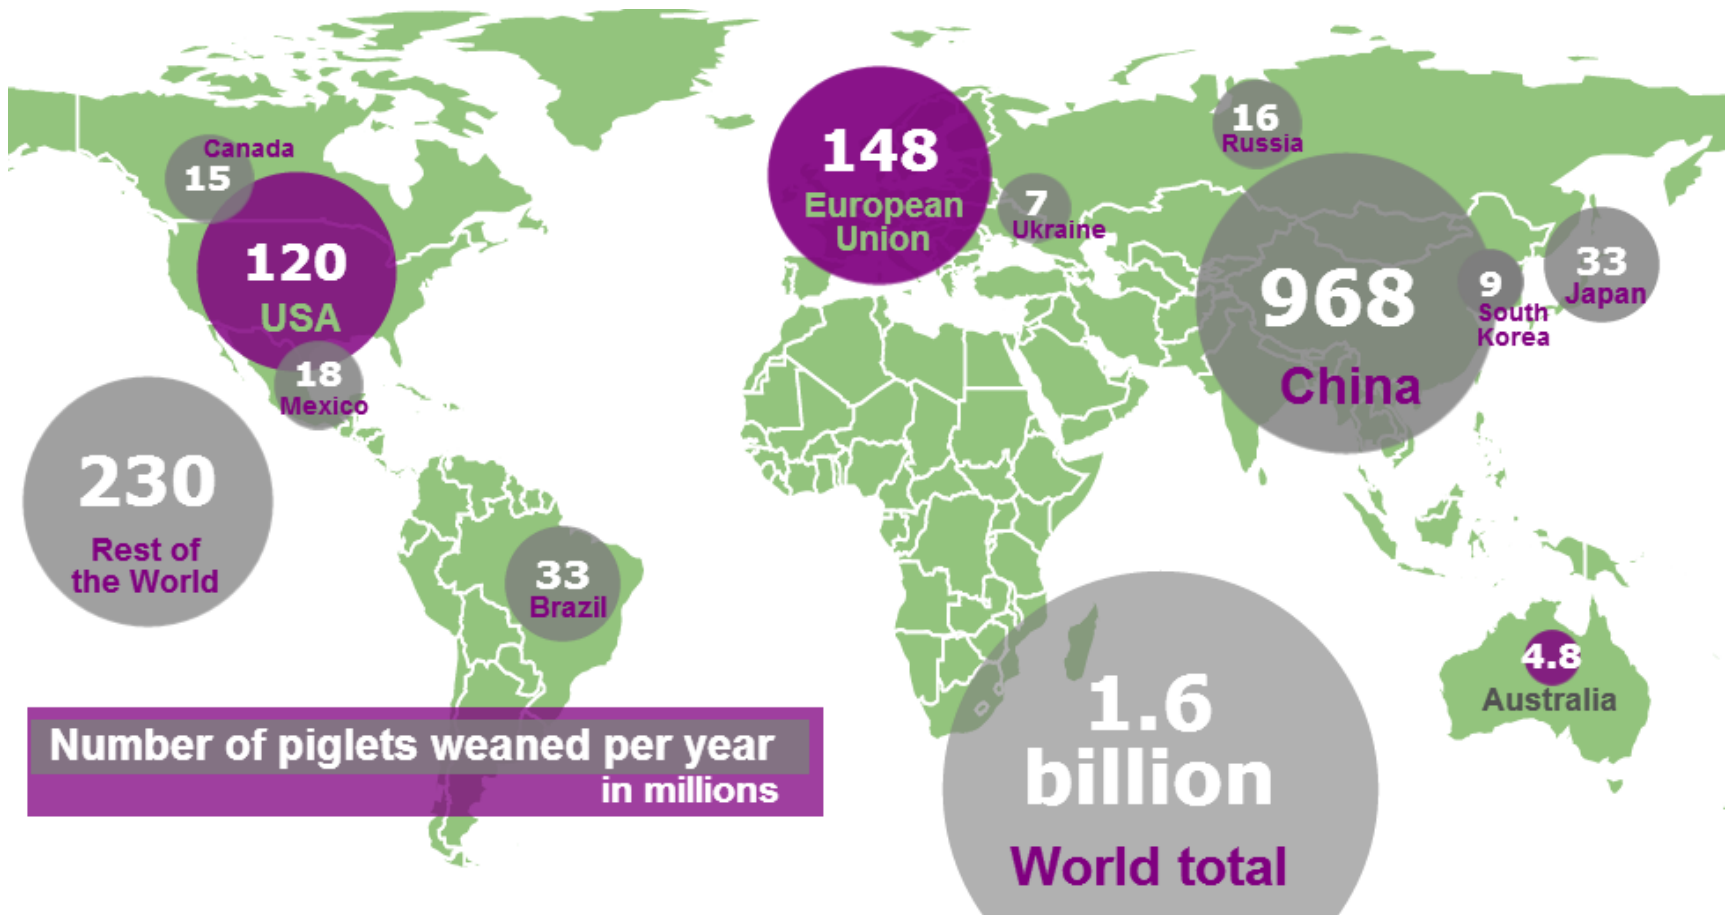 Canada
15
120
USA
18
Mexico
230
Rest of
the World
33
Brazil
148
European
Union
7
Ukraine
16
Russia
968
China
9
South
Korea
33
Japan
4.8
Australia
1.6
billion
World total
Number of piglets weaned per year
in millions